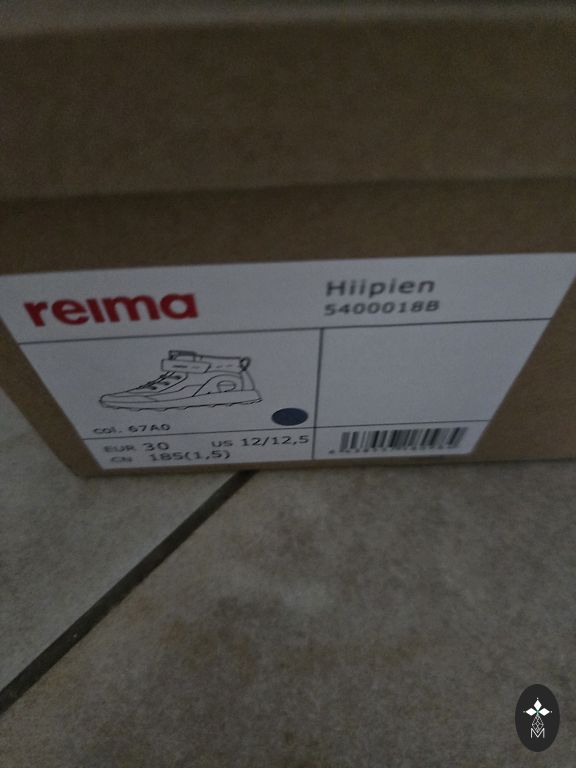 reima
Hiipien
5400018B
col. 67A0
EUR 30 US 12/12,5
CN 185(1,5)
M